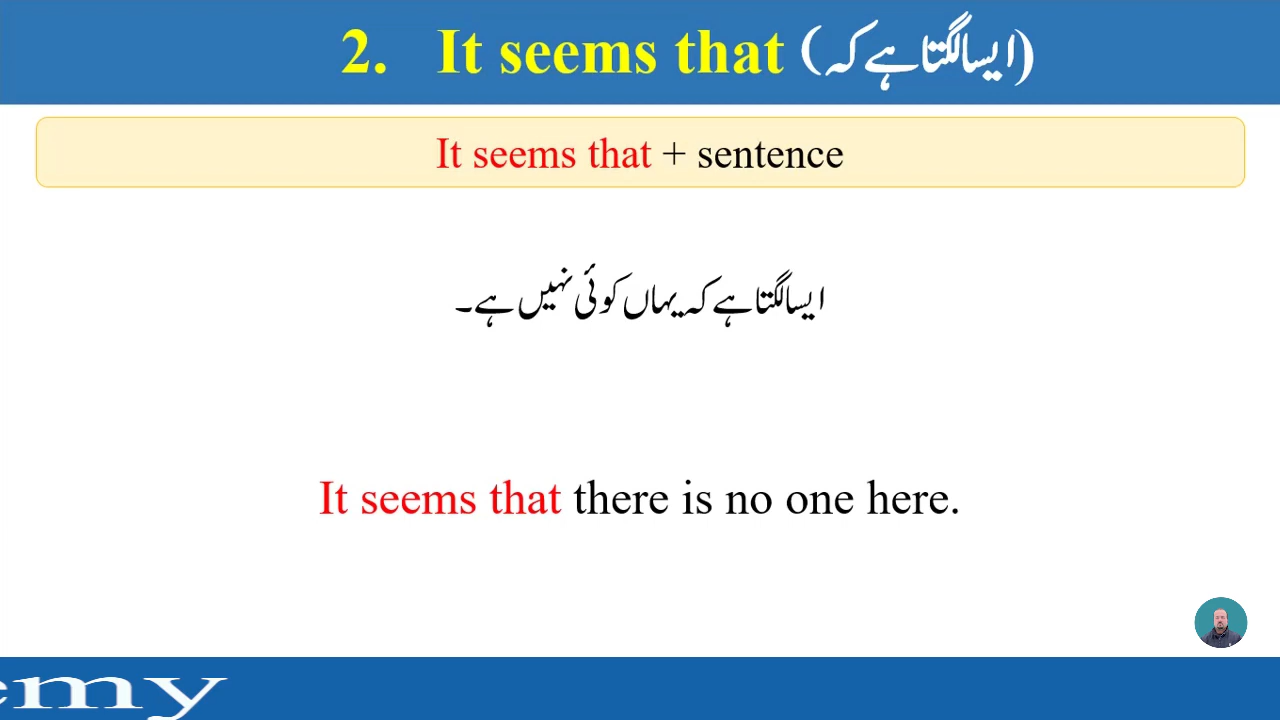 2. It seems that (ایسا لگتا ہے کہ)
It seems that + sentence
ایسا لگتا ہے کہ یہاں کوئی نہیں ہے۔
It seems that there is no one here.
emy